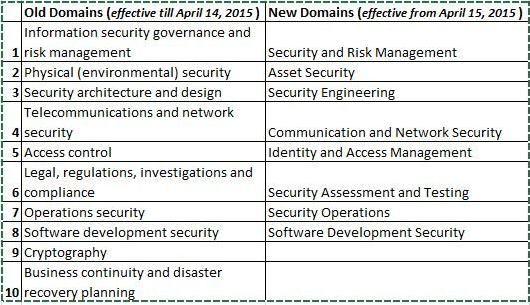 Old Domains (effective till April 14, 2015 ) New Domains (effective from April 15, 2015 )
Information security governance and
1 risk management Security and Risk Management
2 Physical (environmental) security Asset Security
3 Security architecture and design Security Engineering
Telecommunications and network
4 security Communication and Network Security
5 Access control Identity and Access Management
Legal, regulations, investigations and
6 compliance Security Assessment and Testing
7 Operations security Security Operations
8 Software development security Software Development Security
9 Cryptography
Business continuity and disaster
10 recovery planning